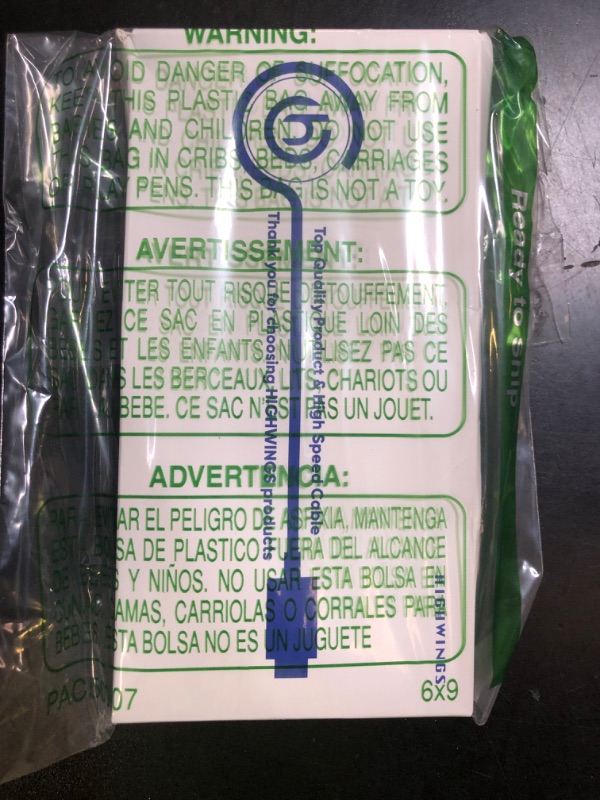 WARNING:
TO AVOID DANGER OF SUFFOCATION,
KEEP THIS PLASTIC BAG AWAY FROM
BABIES AND CHILDREN. DO NOT USE
THIS BAG IN CRIBS, BEDS, CARRIAGES
OR PLAY PENS. THIS BAG IS NOT A TOY.
AVERTISSEMENT:
POUR EVITER TOUT RISQUE D'ETOUFFEMENT,
GARDEZ CE SAC EN PLASTIQUE LOIN DES
BEBES ET LES ENFANTS. N'UTILISEZ PAS CE
SAC DANS LES BERCEAUX, LITS, CHARIOTS OU
BEBE. CE SAC N'EST PAS UN JOUET.
ADVERTENCIA:
PARA EVITAR EL PELIGRO DE ASFIXIA, MANTENGA
ESTA BOLSA DE PLASTICO FUERA DEL ALCANCE
DE BEBES Y NIÑOS. NO USAR ESTA BOLSA EN
CUNAS, CAMAS, CARRIOLAS O CORRALES PARA
BEBES. ESTA BOLSA NO ES UN JUGUETE
6x9
Top Quality Product & High Speed Cable
Thank you for choosing HIGHWINGS products
HIGHWINGS
Ready to Ship